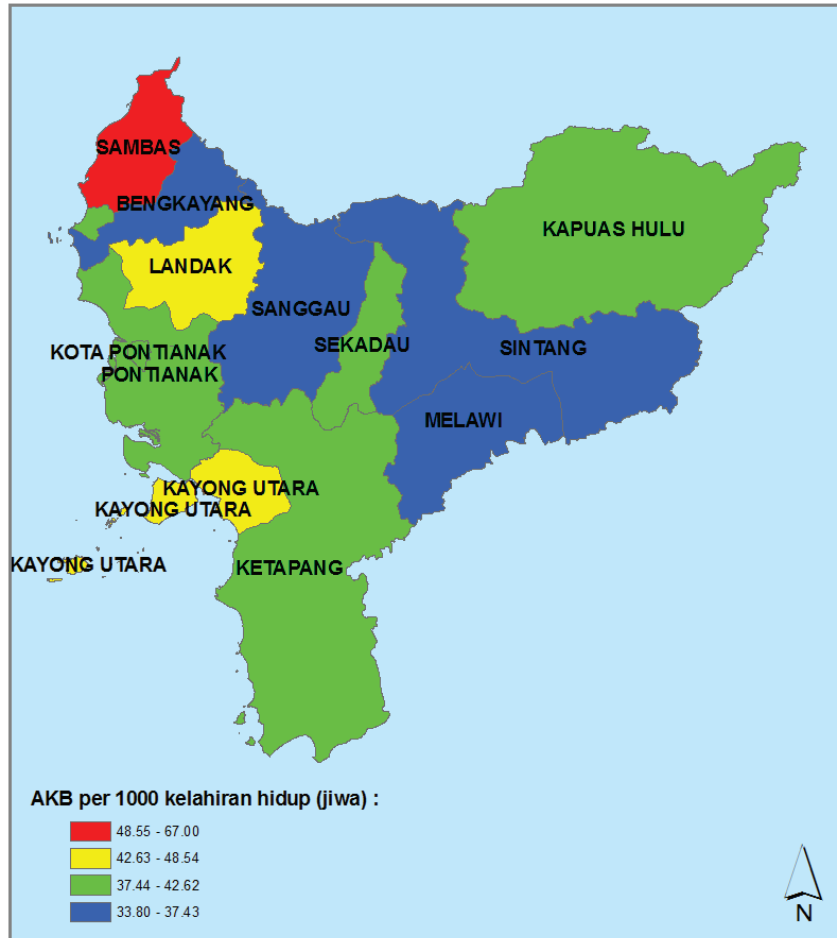 SAMBAS
BENGKAYANG
KAPUAS HULU
LANDAK
SANGGAU
SEKADAU
SINTANG
KOTA PONTIANAK
PONTIANAK
MELAWI
KAYONG UTARA
KAYONG UTARA
KAYONG UTARA
KETAPANG
AKB per 1000 kelahiran hidup (jiwa) :
48.55 - 67.00
42.63 - 48.54
37.44 - 42.62
33.80 - 37.43
N